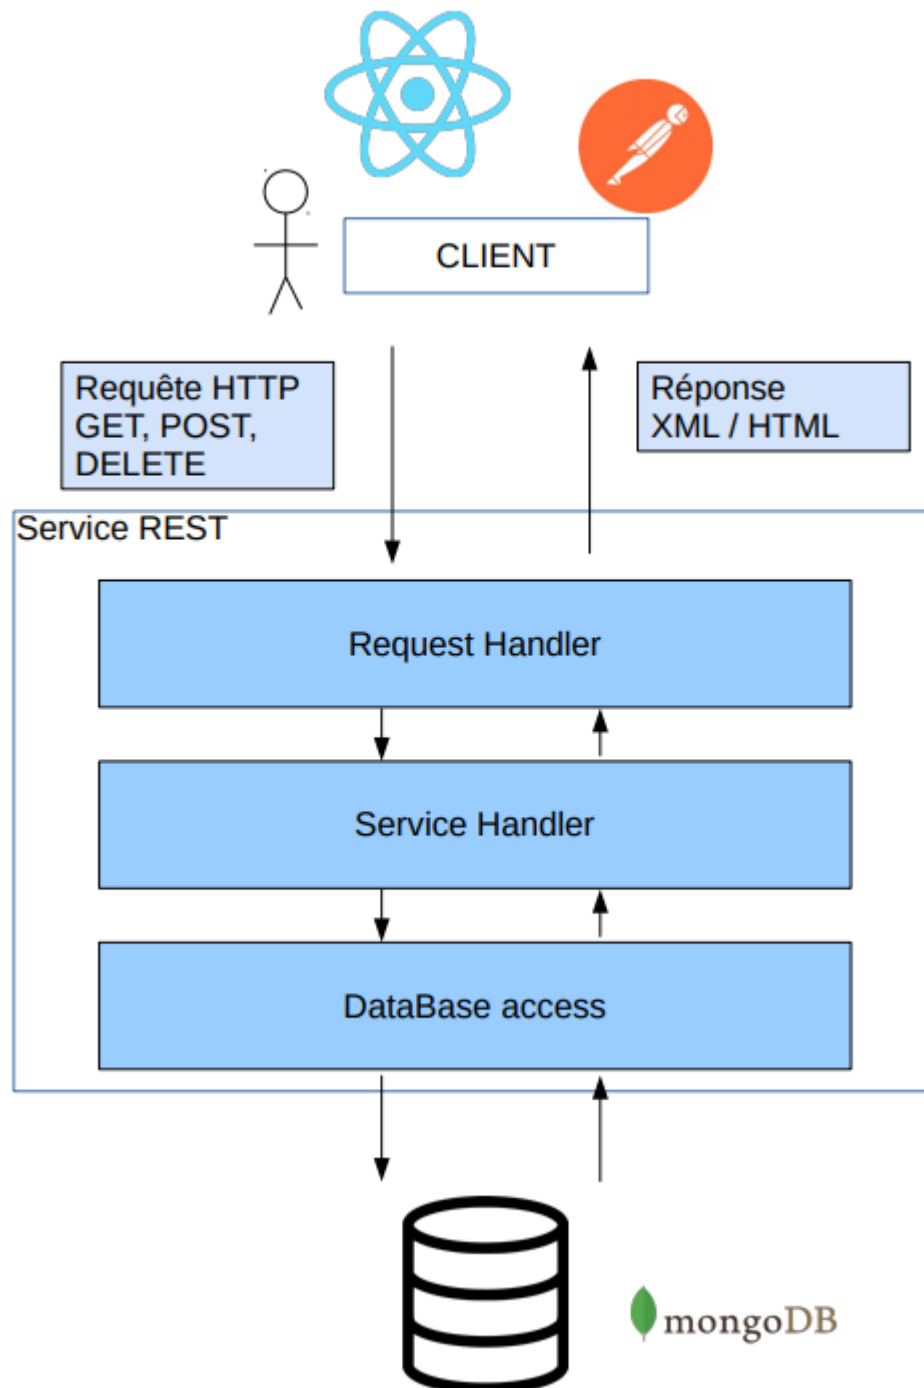 CLIENT
Requête HTTP
GET, POST,
DELETE
Réponse
XML / HTML
Service REST
Request Handler
Service Handler
DataBase access
mongoDB